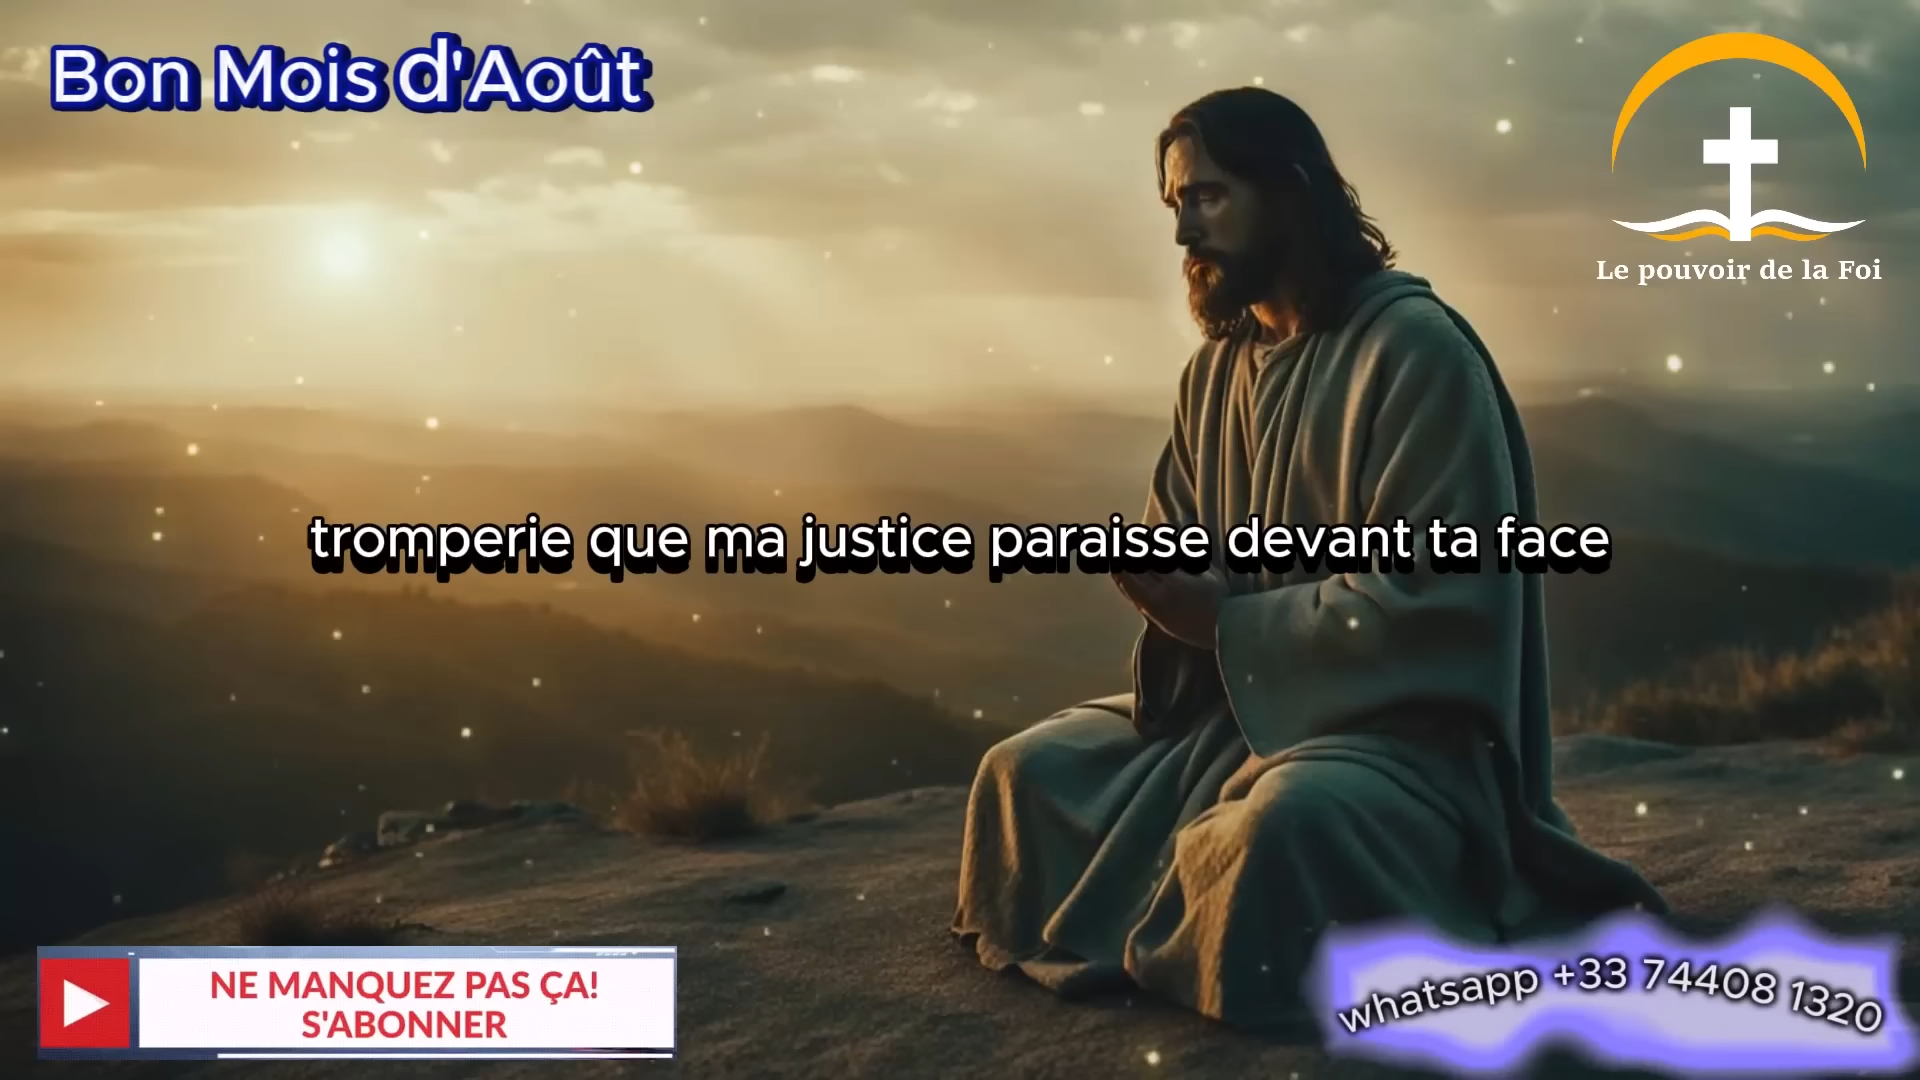 Bon Mois d'Août
Le pouvoir de la Foi
tromperie que ma justice paraisse devant ta face
NE MANQUEZ PAS ÇA!
S'ABONNER
whatsapp +33 74408 1320